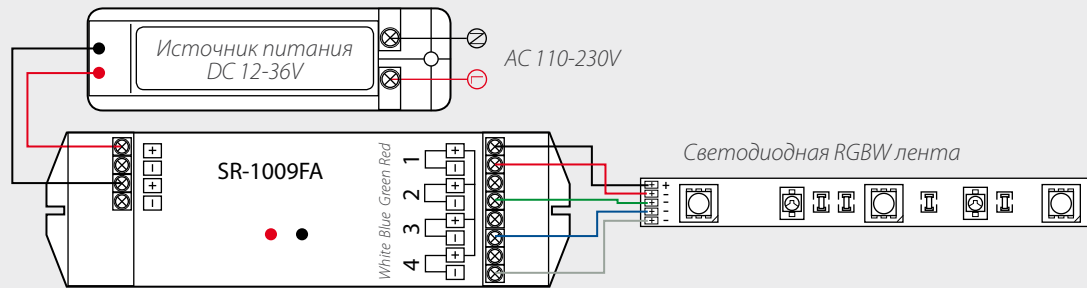 Источник питания
DC 12-36V
N
L
AC 110-230V
SR-1009FA
+
−
+
−
White Blue Green Red
1
2
3
4
+
−
+
−
+
−
+
−
Светодиодная RGBW лента
+
−
−
−
−